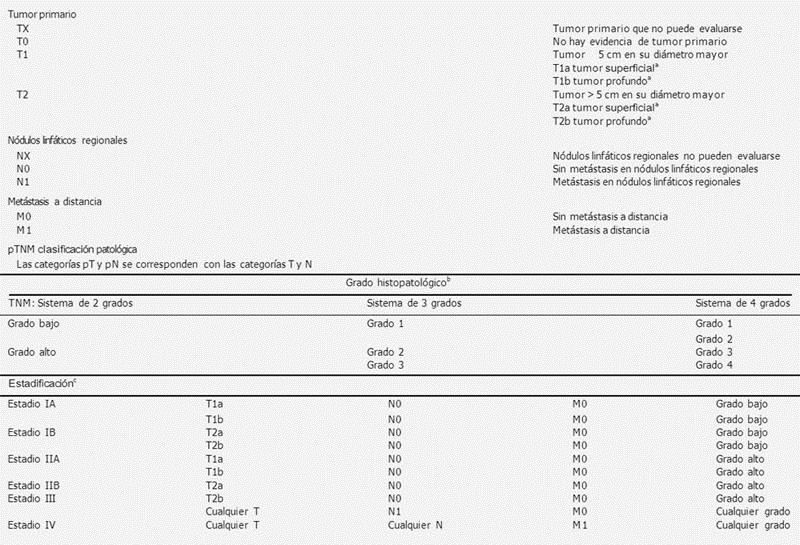 Tumor primario
TX Tumor primario que no puede evaluarse
T0 No hay evidencia de tumor primario
T1 Tumor 5 cm en su diámetro mayor
T1a tumor superficialᵃ
T1b tumor profundoᵃ
T2 Tumor > 5 cm en su diámetro mayor
T2a tumor superficialᵃ
T2b tumor profundoᵃ
Nódulos linfáticos regionales
NX Nódulos linfáticos regionales no pueden evaluarse
N0 Sin metástasis en nódulos linfáticos regionales
N1 Metástasis en nódulos linfáticos regionales
Metástasis a distancia
M0 Sin metástasis a distancia
M1 Metástasis a distancia
pTNM clasificación patológica
Las categorías pT y pN se corresponden con las categorías T y N
Grado histopatológicoᵇ
TNM: Sistema de 2 grados Sistema de 3 grados Sistema de 4 grados
Grado bajo Grado 1 Grado 1
Grado 2
Grado alto Grado 2 Grado 3
Grado 3 Grado 4
Estadificaciónᶜ
Estadio IA T1a N0 M0 Grado bajo
T1b N0 M0 Grado bajo
Estadio IB T2a N0 M0 Grado bajo
T2b N0 M0 Grado bajo
Estadio IIA T1a N0 M0 Grado alto
T1b N0 M0 Grado alto
Estadio IIB T2a N0 M0 Grado alto
Estadio III T2b N0 M0 Grado alto
Cualquier T N1 M0 Cualquier grado
Estadio IV Cualquier T Cualquier N M1 Cualquier grado